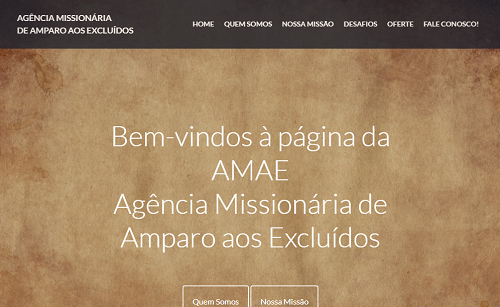 AGÊNCIA MISSIONÁRIA
DE AMPARO AOS EXCLUÍDOS
HOME QUEM SOMOS NOSSA MISSÃO DESAFIOS OFERTE FALE CONOSCO!
Bem-vindos à página da
AMAE
Agência Missionária de
Amparo aos Excluídos
Quem Somos Nossa Missão